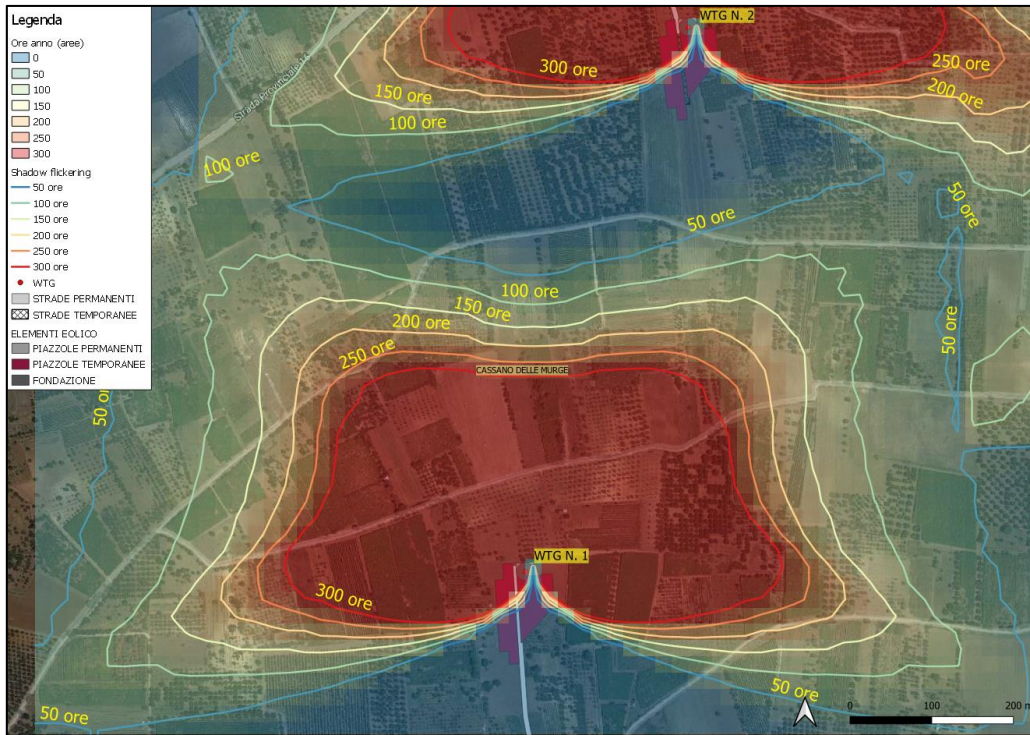 Legenda
Ore anno (aree)
0
50
100
150
200
250
300
Shadow flickering
50 ore
100 ore
150 ore
200 ore
250 ore
300 ore
WTG
STRADE PERMANENTI
STRADE TEMPORANEE
ELEMENTI EOLICO
PIAZZOLE PERMANENTI
PIAZZOLE TEMPORANEE
FONDAZIONE
WTG N. 2
Strada Provinciale
300 ore
250 ore
200 ore
150 ore
100 ore
100 ore
50 ore
50 ore
100 ore
150 ore
200 ore
250 ore
50 ore
50 ore
CASSANO DELLE MURGE
WTG N. 1
300 ore
50 ore
50 ore
0 100 200 m